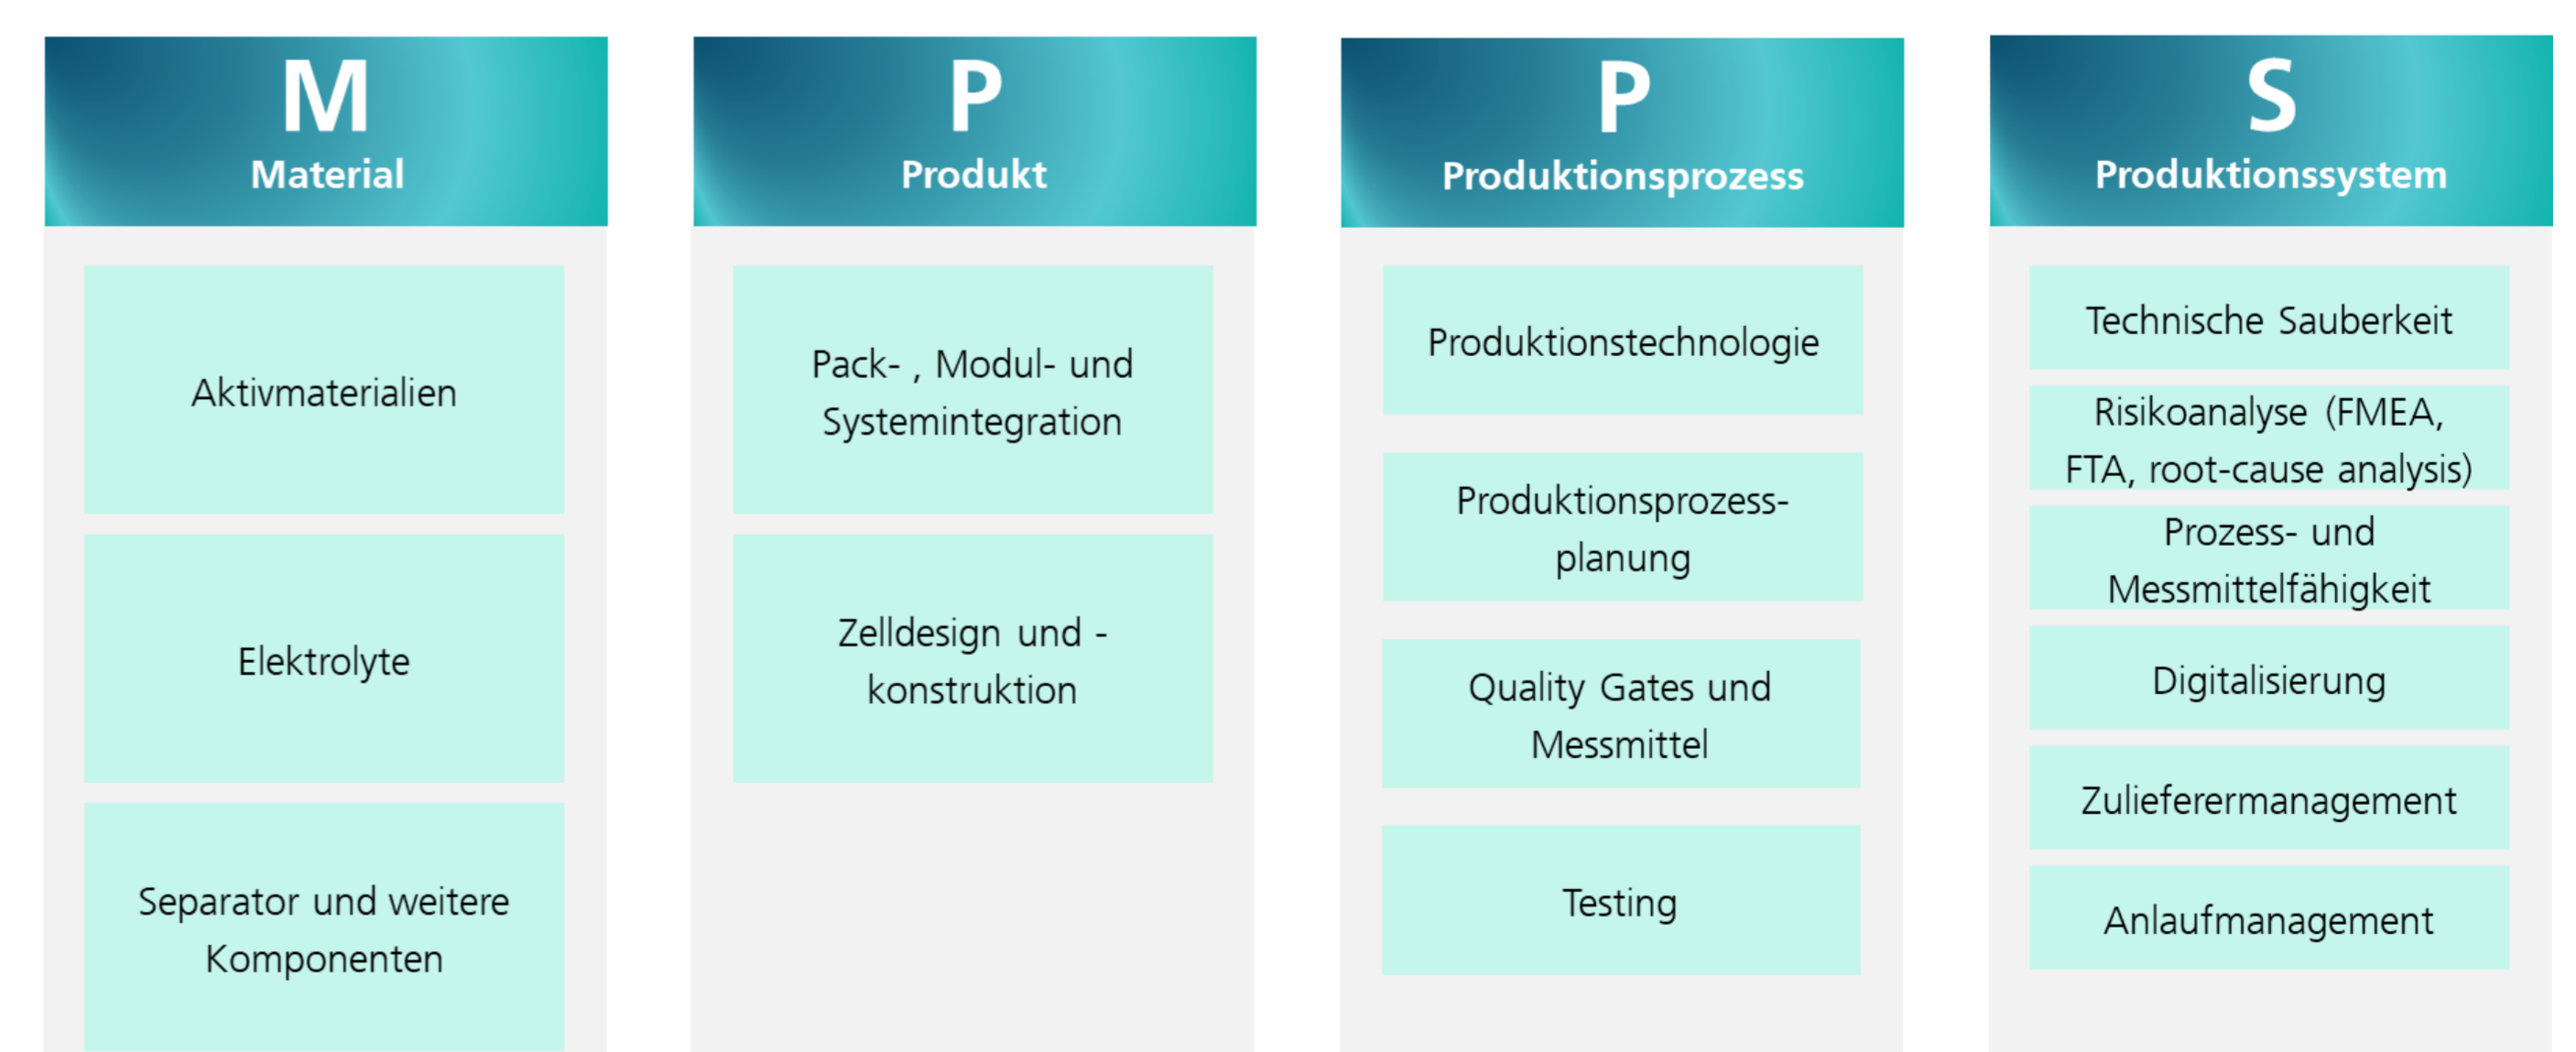 M
Material
Aktivmaterialien
Elektrolyte
Separator und weitere
Komponenten
P
Produkt
Pack- , Modul- und
Systemintegration
Zelldesign und -
konstruktion
P
Produktionsprozess
Produktionstechnologie
Produktionsprozess-
planung
Quality Gates und
Messmittel
Testing
S
Produktionssystem
Technische Sauberkeit
Risikoanalyse (FMEA,
FTA, root-cause analysis)
Prozess- und
Messmittelfähigkeit
Digitalisierung
Zulieferermanagement
Anlaufmanagement